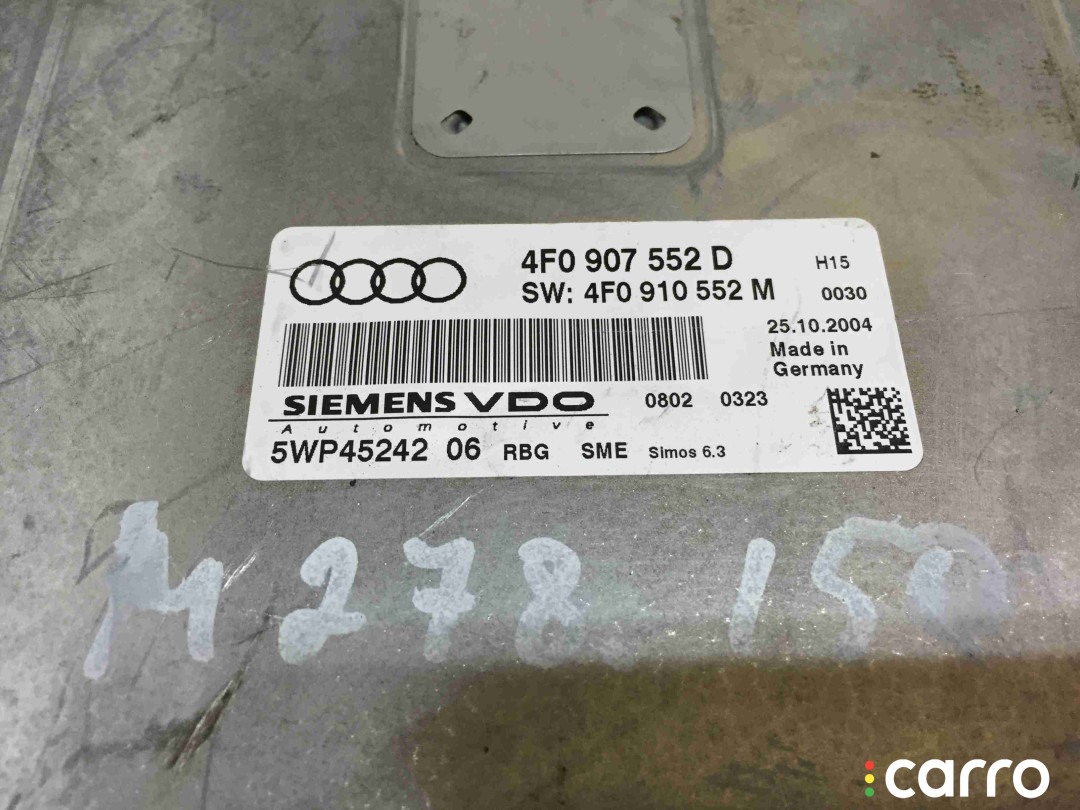 4F0 907 552 D
H15
SW: 4F0 910 552 M
0030
25.10.2004
Made in
Germany
SIEMENS VDO
0802 0323
Automotive
5WP45242 06 RBG SME Simos 6.3
M 278 150
carro